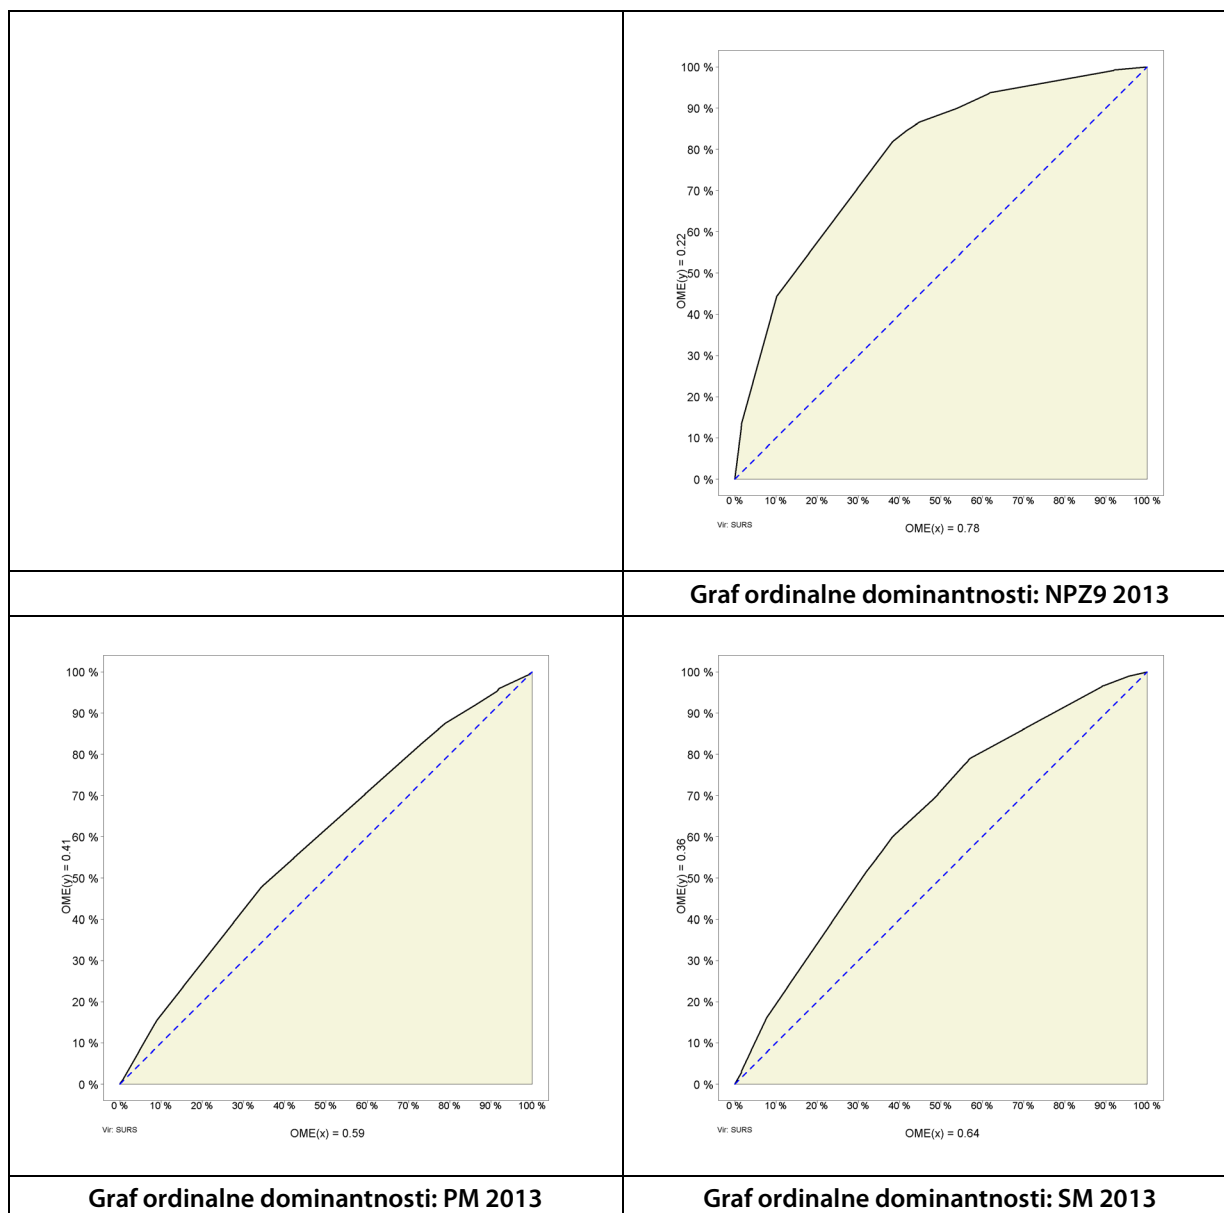 100 %
90 %
80 %
70 %
60 %
50 %
40 %
30 %
20 %
10 %
0 %
OME(y) = 0.22
0 % 10 % 20 % 30 % 40 % 50 % 60 % 70 % 80 % 90 % 100 %
Vir: SURS
OME(x) = 0.78
Graf ordinalne dominantnosti: NPZ9 2013
100 %
90 %
80 %
70 %
60 %
50 %
40 %
30 %
20 %
10 %
0 %
OME(y) = 0.41
0 % 10 % 20 % 30 % 40 % 50 % 60 % 70 % 80 % 90 % 100 %
Vir: SURS
OME(x) = 0.59
Graf ordinalne dominantnosti: PM 2013
100 %
90 %
80 %
70 %
60 %
50 %
40 %
30 %
20 %
10 %
0 %
OME(y) = 0.36
0 % 10 % 20 % 30 % 40 % 50 % 60 % 70 % 80 % 90 % 100 %
Vir: SURS
OME(x) = 0.64
Graf ordinalne dominantnosti: SM 2013